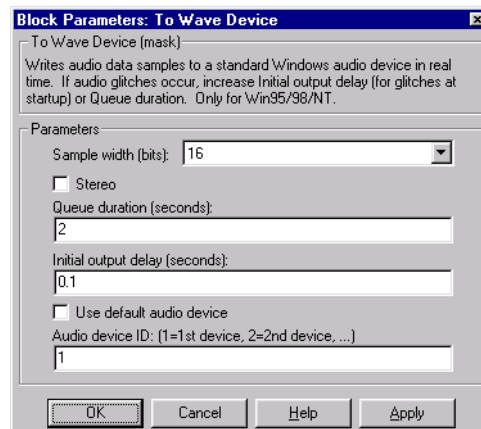 Block Parameters: To Wave Device
To Wave Device (mask)
Writes audio data samples to a standard Windows audio device in real
time.  If audio glitches occur, increase Initial output delay (for glitches at
startup) or Queue duration.  Only for Win95/98/NT.
Parameters
Sample width (bits): 16
Stereo
Queue duration (seconds):
2
Initial output delay (seconds):
0.1
Use default audio device
Audio device ID: (1=1st device, 2=2nd device, ...)
1
OK Cancel Help Apply